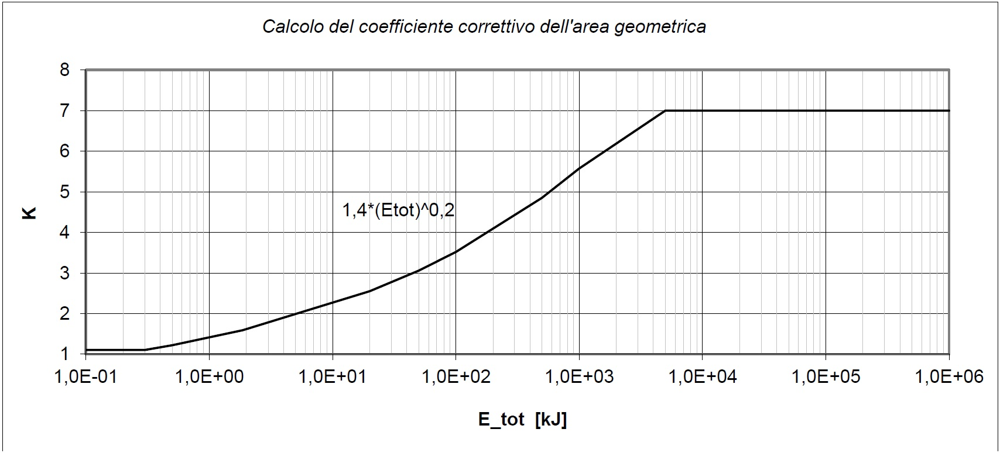 Calcolo del coefficiente correttivo dell'area geometrica
8
7
6
5
4
3
2
1
K
1,4*(Etot)^0,2
1,0E-01 1,0E+00 1,0E+01 1,0E+02 1,0E+03 1,0E+04 1,0E+05 1,0E+06
E_tot [kJ]